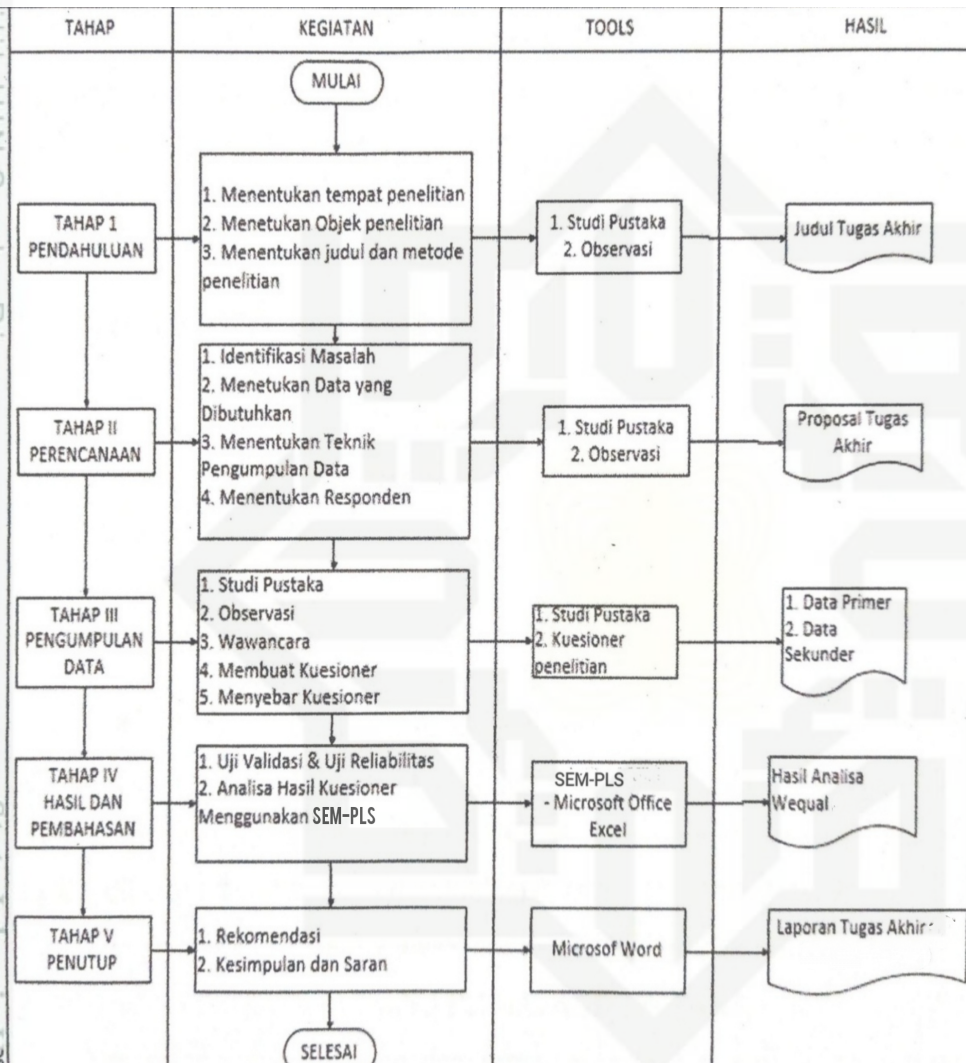 TAHAP
KEGIATAN
TOOLS
HASIL
MULAI
TAHAP 1
PENDAHULUAN
1. Menentukan tempat penelitian
2. Menetukan Objek penelitian
3. Menentukan judul dan metode
penelitian
1. Studi Pustaka
2. Observasi
Judul Tugas Akhir
TAHAP II
PERENCANAAN
1. Identifikasi Masalah
2. Menetukan Data yang
Dibutuhkan
3. Menentukan Teknik
Pengumpulan Data
4. Menentukan Responden
1. Studi Pustaka
2. Observasi
Proposal Tugas
Akhir
TAHAP III
PENGUMPULAN
DATA
1. Studi Pustaka
2. Observasi
3. Wawancara
4. Membuat Kuesioner
5. Menyebar Kuesioner
1. Studi Pustaka
2. Kuesioner
penelitian
1. Data Primer
2. Data
Sekunder
TAHAP IV
HASIL DAN
PEMBAHASAN
1. Uji Validasi & Uji Reliabilitas
2. Analisa Hasil Kuesioner
Menggunakan SEM-PLS
SEM-PLS
- Microsoft Office
Excel
Hasil Analisa
Wequal
TAHAP V
PENUTUP
1. Rekomendasi
2. Kesimpulan dan Saran
Microsof Word
Laporan Tugas Akhir
SELESAI